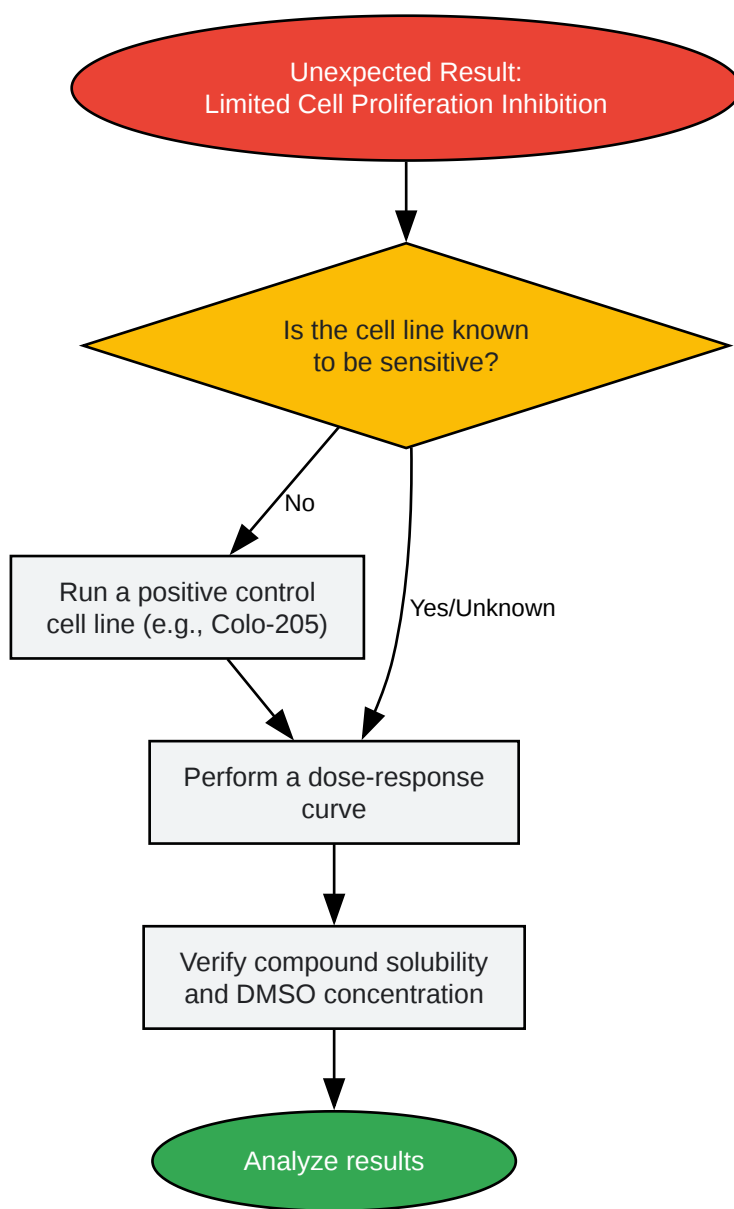 Unexpected Result:
Limited Cell Proliferation Inhibition
Is the cell line known
to be sensitive?
No
Run a positive control
cell line (e.g., Colo-205)
Yes/Unknown
Perform a dose-response
curve
Verify compound solubility
and DMSO concentration
Analyze results